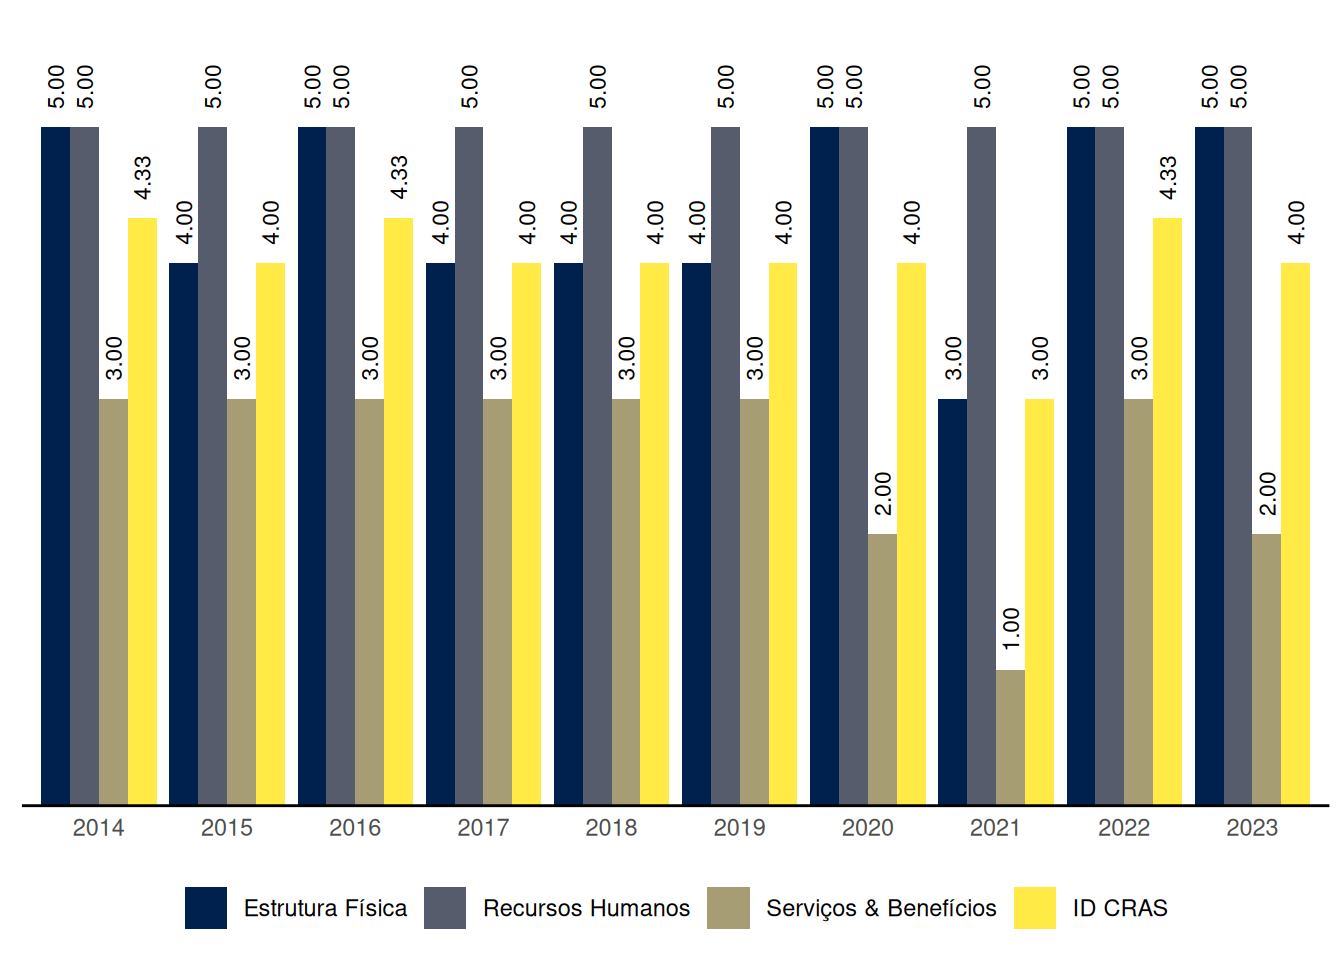 5.00 5.00 5.00 5.00 5.00 5.00 5.00 5.00 5.00 5.00 5.00 5.00 5.00 5.00 5.00
4.33 4.33 4.33
4.00 4.00 4.00 4.00 4.00 4.00 4.00 4.00 4.00 4.00
3.00 3.00 3.00 3.00 3.00 3.00 3.00 3.00 3.00
2.00 2.00
1.00
2014 2015 2016 2017 2018 2019 2020 2021 2022 2023
Estrutura Física Recursos Humanos Serviços & Benefícios ID CRAS